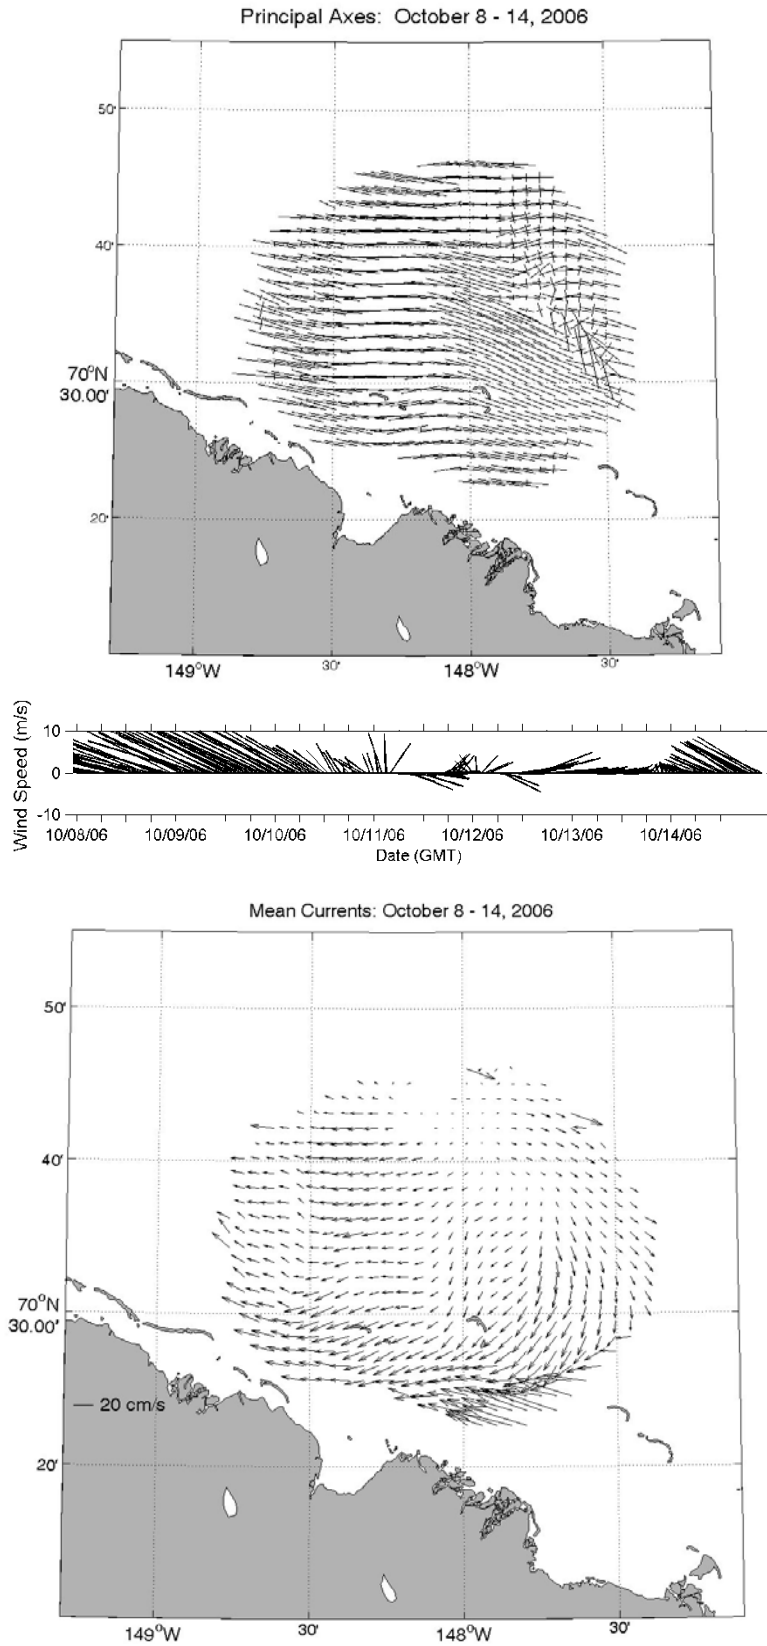 Principal Axes: October 8 - 14, 2006
50'
40'
70°N
30.00'
20'
149°W
30'
148°W
30'
Wind Speed (m/s)
10
0
-10
10/08/06 10/09/06 10/10/06 10/11/06 10/12/06 10/13/06 10/14/06
Date (GMT)
Mean Currents: October 8 - 14, 2006
50'
40'
70°N
30.00'
20 cm/s
20'
149°W
30'
148°W
30'